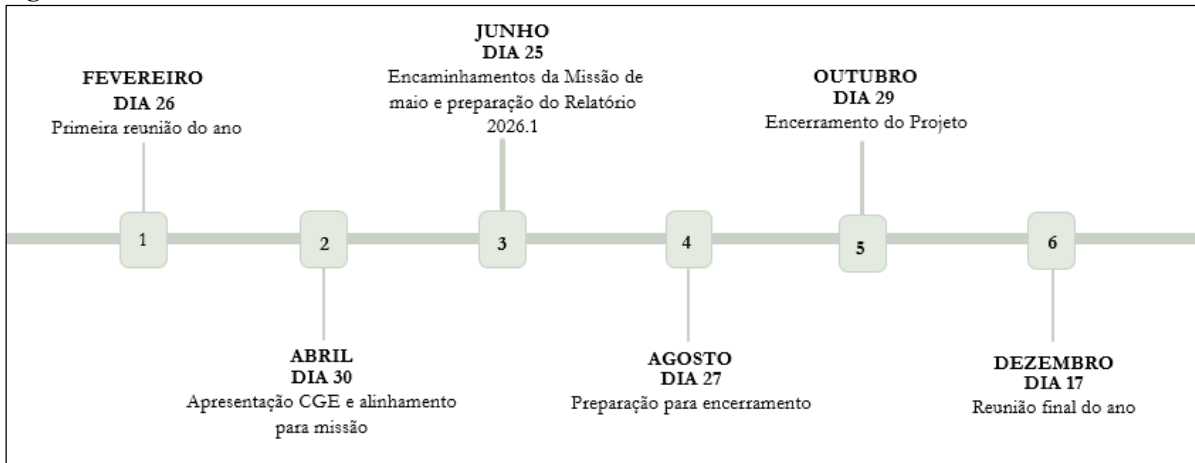 FEVEREIRO
DIA 26
Primeira reunião do ano
JUNHO
DIA 25
Encaminhamentos da Missão de
maio e preparação do Relatório
2026.1
OUTUBRO
DIA 29
Encerramento do Projeto
1
2
3
4
5
6
ABRIL
DIA 30
Apresentação CGE e alinhamento
para missão
AGOSTO
DIA 27
Preparação para encerramento
DEZEMBRO
DIA 17
Reunião final do ano